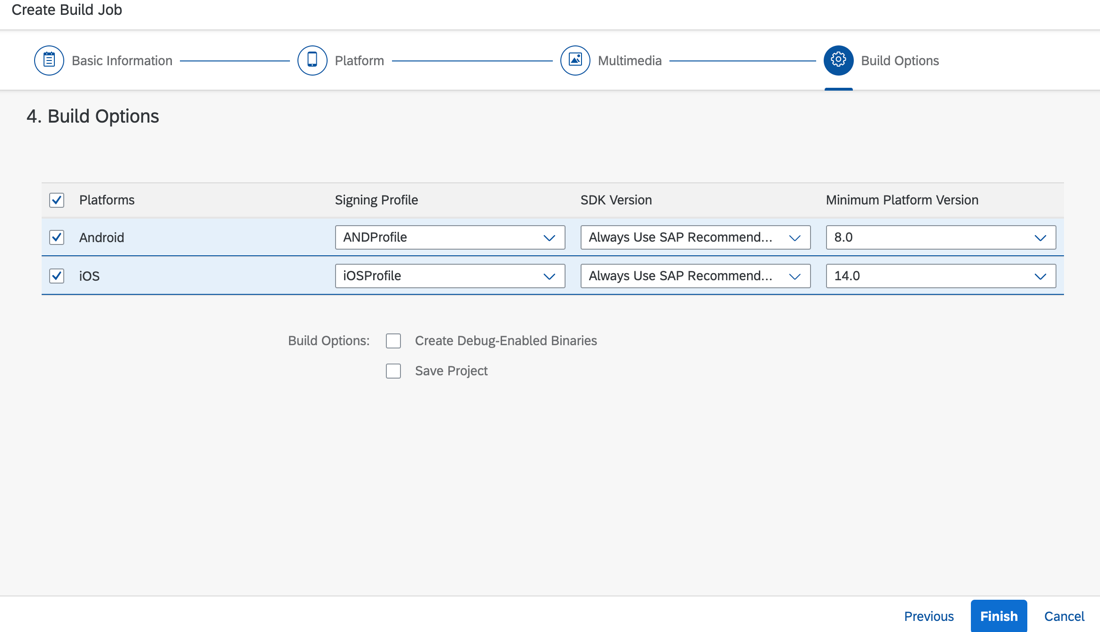 Create Build Job
Basic Information Platform Multimedia Build Options
4. Build Options
Platforms Signing Profile SDK Version Minimum Platform Version
Android ANDProfile Always Use SAP Recommend... 8.0
iOS iOSProfile Always Use SAP Recommend... 14.0
Build Options: Create Debug-Enabled Binaries
Save Project
Previous Finish Cancel